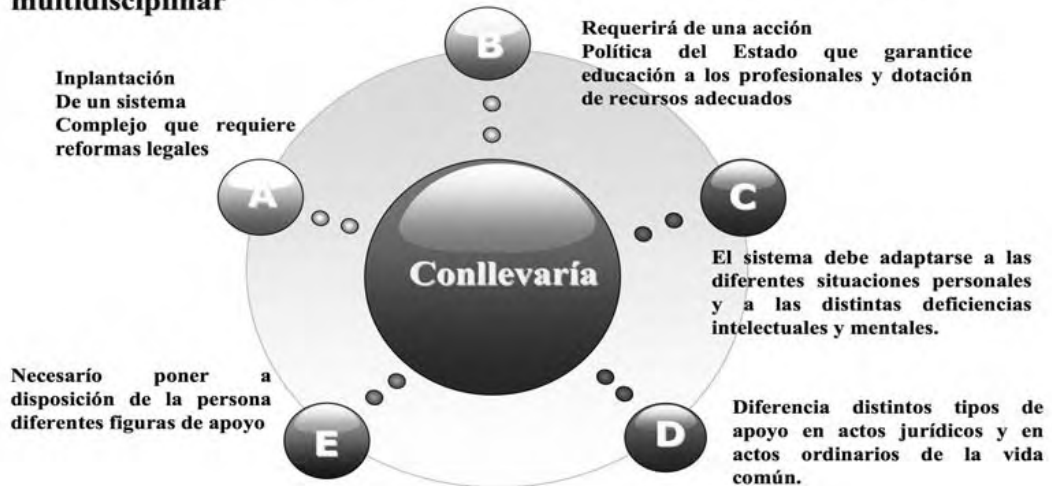 multidisciplinar
B
Requerirá de una acción
Política del Estado que garantice
educación a los profesionales y dotación
de recursos adecuados
Inplantación
De un sistema
Complejo que requiere
reformas legales
A
C
Conllevaría
El sistema debe adaptarse a las
diferentes situaciones personales
y a las distintas deficiencias
intelectuales y mentales.
Necesarío poner a
disposición de la persona
diferentes figuras de apoyo
E
D
Diferencia distintos tipos de
apoyo en actos jurídicos y en
actos ordinarios de la vida
común.